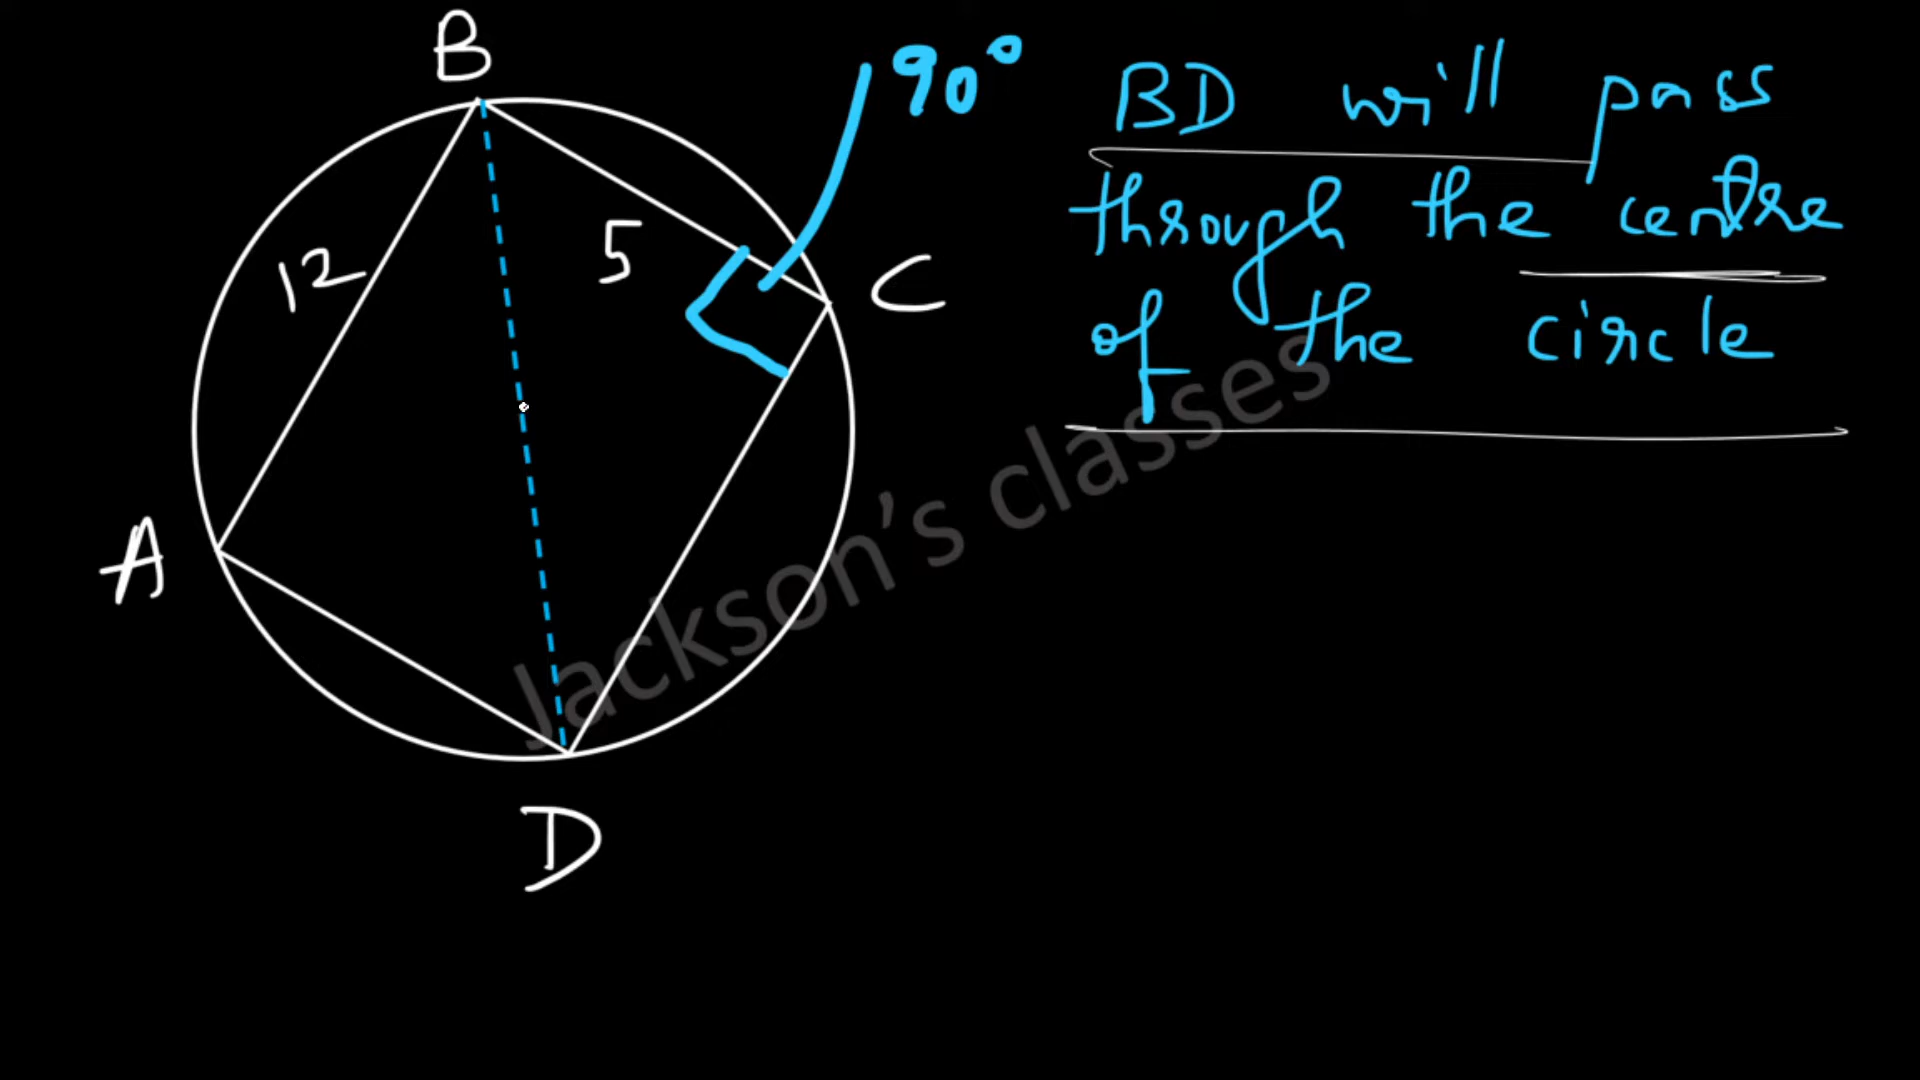 B
90°
BD will pass
through the centre
of the circle
12
5
C
A
D
Jackson's classes